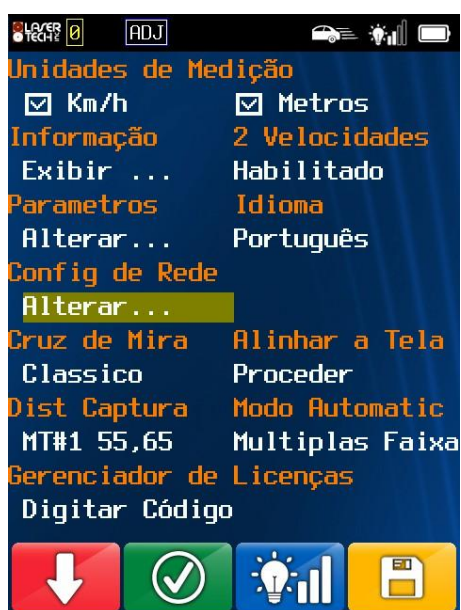 LASER TECH 0 ADJ
Unidades de Medição
Km/h Metros
Informação 2 Velocidades
Exibir ... Habilitado
Parametros Idioma
Alterar... Português
Config de Rede
Alterar...
Cruz de Mira Alinhar a Tela
Classico Proceder
Dist Captura Modo Automatic
MT#1 55,65 Multiplas Faixa
Gerenciador de Licenças
Digitar Código